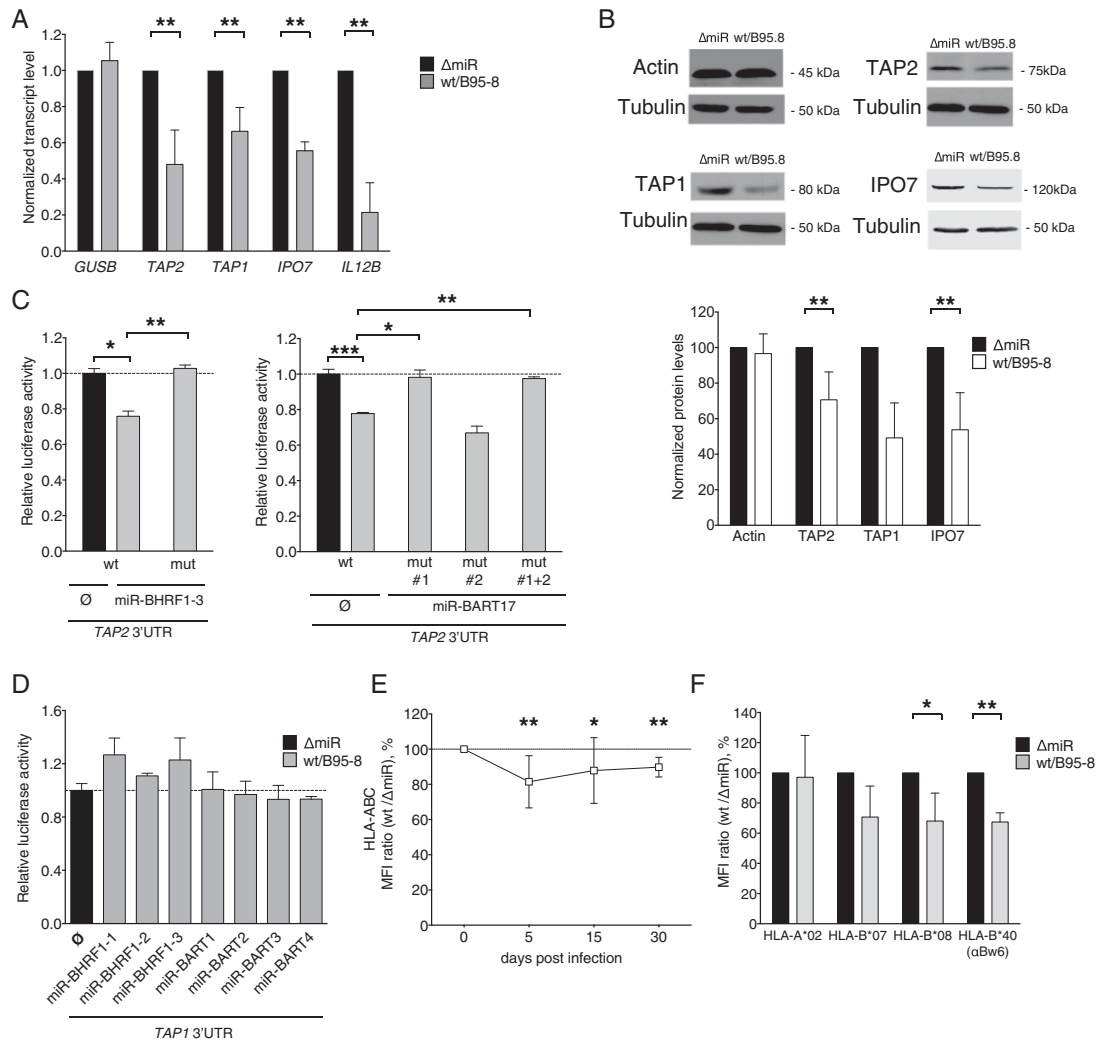 A
Normalized transcript level
1.2
1.0
0.8
0.6
0.4
0.2
0.0
** ** ** **
GUSB TAP2 TAP1 IPO7 IL12B
ΔmiR
wt/B95-8
B
ΔmiR wt/B95.8
Actin - 45 kDa
Tubulin - 50 kDa
ΔmiR wt/B95.8
TAP2 - 75kDa
Tubulin - 50 kDa
ΔmiR wt/B95.8
TAP1 - 80 kDa
Tubulin - 50 kDa
ΔmiR wt/B95.8
IPO7 - 120kDa
Tubulin - 50 kDa
Normalized protein levels
120
100
80
60
40
20
0
** **
Actin TAP2 TAP1 IPO7
ΔmiR
wt/B95-8
C
Relative luciferase activity
1.2
1.0
0.8
0.6
0.4
0.2
0.0
* **
wt mut
Ø miR-BHRF1-3
TAP2 3'UTR
Relative luciferase activity
1.2
1.0
0.8
0.6
0.4
0.2
0.0
**
*
***
wt mut mut mut
#1 #2 #1+2
Ø miR-BART17
TAP2 3'UTR
D
Relative luciferase activity
1.6
1.2
0.8
0.4
0.0
ΔmiR
wt/B95-8
Ø
miR-BHRF1-1
miR-BHRF1-2
miR-BHRF1-3
miR-BART1
miR-BART2
miR-BART3
miR-BART4
TAP1 3'UTR
E
HLA-ABC
MFI ratio (wt /ΔmiR), %
120
100
80
60
40
20
0
** * **
0 5 15 30
days post infection
F
MFI ratio (wt /ΔmiR), %
140
120
100
80
60
40
20
0
* **
ΔmiR
wt/B95-8
HLA-A*02 HLA-B*07 HLA-B*08 HLA-B*40
(αBw6)